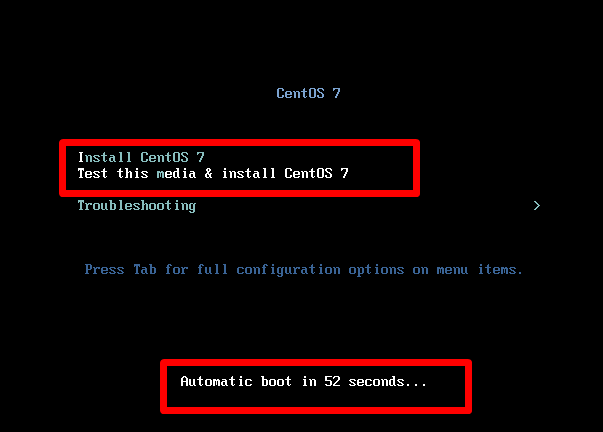 CentOS 7
Install CentOS 7
Test this media & install CentOS 7
Troubleshooting >
Press Tab for full configuration options on menu items.
Automatic boot in 52 seconds...